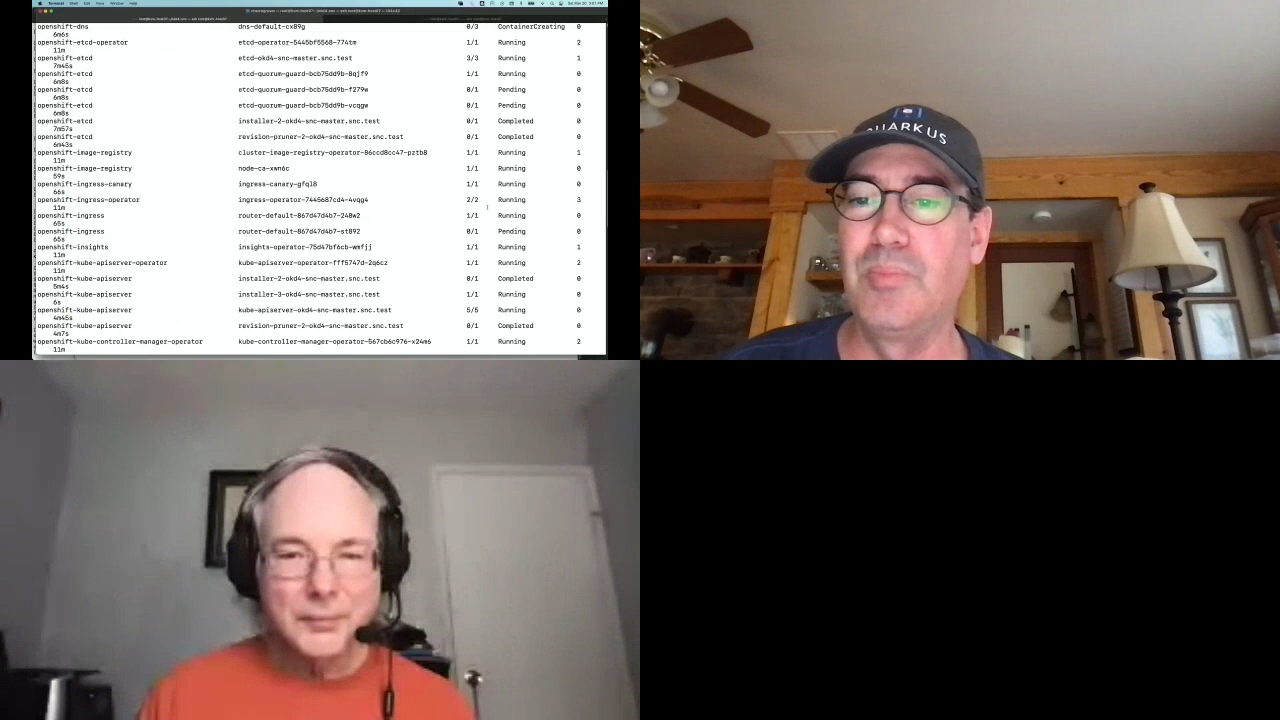 Terminal Shell Edit View Window Help
openshift-dns dns-default-cx89g 0/3 ContainerCreating 0
6m6s
openshift-etcd-operator etcd-operator-5445bf5568-774tm 1/1 Running 2
11m
openshift-etcd etcd-okd4-snc-master.snc.test 3/3 Running 1
7m45s
openshift-etcd etcd-quorum-guard-bcb75dd9b-8qjf9 1/1 Running 0
6m8s
openshift-etcd etcd-quorum-guard-bcb75dd9b-f279w 0/1 Pending 0
6m8s
openshift-etcd etcd-quorum-guard-bcb75dd9b-vcqgw 0/1 Pending 0
6m8s
openshift-etcd installer-2-okd4-snc-master.snc.test 0/1 Completed 0
7m57s
openshift-etcd revision-pruner-2-okd4-snc-master.snc.test 0/1 Completed 0
6m43s
openshift-image-registry cluster-image-registry-operator-86ccd8cc47-pztb8 1/1 Running 1
11m
openshift-image-registry node-ca-xwn6c 1/1 Running 0
59s
openshift-ingress-canary ingress-canary-gfql8 1/1 Running 0
66s
openshift-ingress-operator ingress-operator-7445687cd4-4vqg4 2/2 Running 3
11m
openshift-ingress router-default-867d47d4b7-248w2 1/1 Running 0
65s
openshift-ingress router-default-867d47d4b7-st892 0/1 Pending 0
65s
openshift-insights insights-operator-75d47bf6cb-wmfjj 1/1 Running 1
11m
openshift-kube-apiserver-operator kube-apiserver-operator-fff5747d-2q6cz 1/1 Running 2
11m
openshift-kube-apiserver installer-2-okd4-snc-master.snc.test 0/1 Completed 0
5m4s
openshift-kube-apiserver installer-3-okd4-snc-master.snc.test 1/1 Running 0
6s
openshift-kube-apiserver kube-apiserver-okd4-snc-master.snc.test 5/5 Running 0
4m45s
openshift-kube-apiserver revision-pruner-2-okd4-snc-master.snc.test 0/1 Completed 0
4m7s
openshift-kube-controller-manager-operator kube-controller-manager-operator-567cb6c976-x24m6 1/1 Running 2
11m
QUARKUS